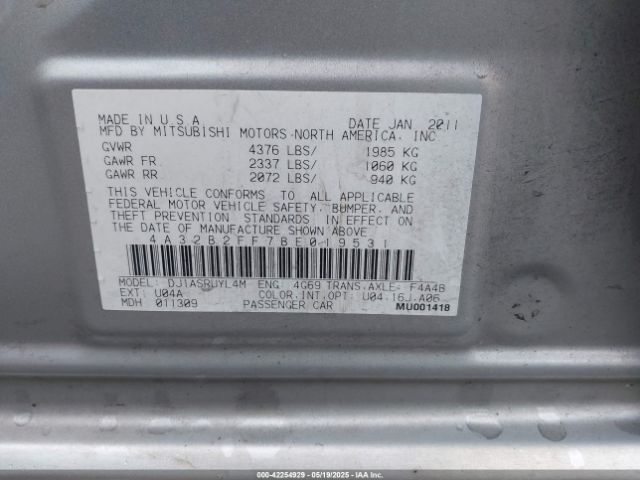 MADE IN U.S.A. DATE JAN 2011
MFD BY MITSUBISHI MOTORS NORTH AMERICA, INC
GVWR 4376 LBS/ 1985 KG
GAWR FR 2337 LBS/ 1060 KG
GAWR RR 2072 LBS/ 940 KG
THIS VEHICLE CONFORMS TO ALL APPLICABLE
FEDERAL MOTOR VEHICLE SAFETY, BUMPER, AND
THEFT PREVENTION STANDARDS IN EFFECT ON
THE DATE OF MANUFACTURE SHOWN ABOVE
4A32B2FF7BE019531
MODEL: DJ1ASRUYL4M ENG 4G69 TRANS.AXLE: F4A4B
EXT: U04A COLOR.INT.OPT: U04.16J.A06
MDH 011309 PASSENGER CAR MU001418
000-42254929 - 05/19/2025 - IAA Inc.